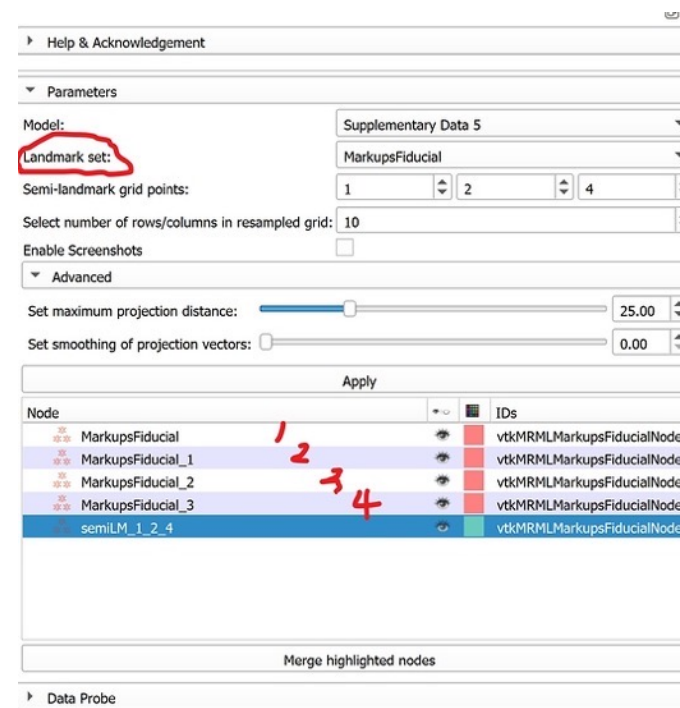 Help & Acknowledgement
Parameters
Model: Supplementary Data 5
Landmark set: MarkupsFiducial
Semi-landmark grid points: 1 2 4
Select number of rows/columns in resampled grid: 10
Enable Screenshots
Advanced
Set maximum projection distance: 25.00
Set smoothing of projection vectors: 0.00
Apply
Node IDs
MarkupsFiducial 1 vtkMRMLMarkupsFiducialNode
MarkupsFiducial_1 2 vtkMRMLMarkupsFiducialNode
MarkupsFiducial_2 3 vtkMRMLMarkupsFiducialNode
MarkupsFiducial_3 4 vtkMRMLMarkupsFiducialNode
semiLM_1_2_4 vtkMRMLMarkupsFiducialNode
Merge highlighted nodes
Data Probe